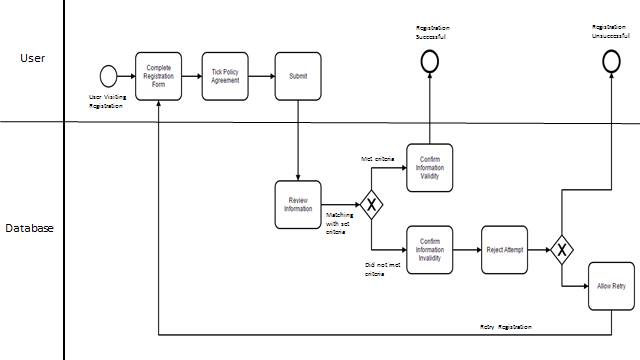 Registration
Successful
Registration
Unsuccessful
User
Complete
Registration
Form
Tick Policy
Agreement
Submit
User Visiting
Registration
Met criteria
Confirm
Information
Validity
Review
Information
X
Matching
with set
criteria
Database
Did not met
criteria
Confirm
Information
Invalidity
Reject Attempt
X
Allow Retry
Retry Registration